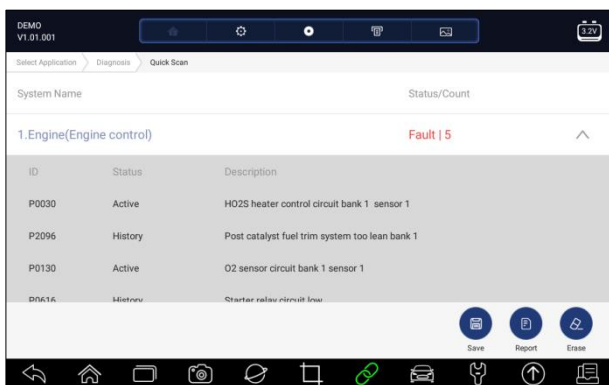 DEMO
V1.01.001
3.2V
Select Application Diagnosis Quick Scan
System Name Status/Count
1.Engine(Engine control) Fault | 5
ID Status Description
P0030 Active HO2S heater control circuit bank 1 sensor 1
P2096 History Post catalyst fuel trim system too lean bank 1
P0130 Active O2 sensor circuit bank 1 sensor 1
P0616 History Starter relay circuit low
Save Report Erase